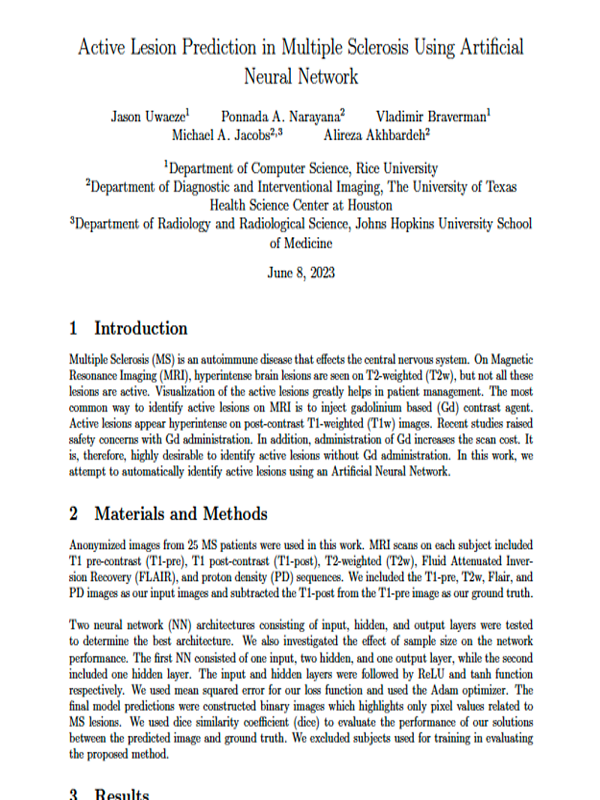 Active Lesion Prediction in Multiple Sclerosis Using Artificial
Neural Network
Jason Uwaeze1 Ponnada A. Narayana2 Vladimir Braverman1
Michael A. Jacobs2,3 Alireza Akhbardeh2
1Department of Computer Science, Rice University
2Department of Diagnostic and Interventional Imaging, The University of Texas
Health Science Center at Houston
3Department of Radiology and Radiological Science, Johns Hopkins University School
of Medicine
June 8, 2023
1 Introduction
Multiple Sclerosis (MS) is an autoimmune disease that effects the central nervous system. On Magnetic
Resonance Imaging (MRI), hyperintense brain lesions are seen on T2-weighted (T2w), but not all these
lesions are active. Visualization of the active lesions greatly helps in patient management. The most
common way to identify active lesions on MRI is to inject gadolinium based (Gd) contrast agent.
Active lesions appear hyperintense on post-contrast T1-weighted (T1w) images. Recent studies raised
safety concerns with Gd administration. In addition, administration of Gd increases the scan cost. It
is, therefore, highly desirable to identify active lesions without Gd administration. In this work, we
attempt to automatically identify active lesions using an Artificial Neural Network.
2 Materials and Methods
Anonymized images from 25 MS patients were used in this work. MRI scans on each subject included
T1 pre-contrast (T1-pre), T1 post-contrast (T1-post), T2-weighted (T2w), Fluid Attenuated Inver-
sion Recovery (FLAIR), and proton density (PD) sequences. We included the T1-pre, T2w, Flair, and
PD images as our input images and subtracted the T1-post from the T1-pre image as our ground truth.
Two neural network (NN) architectures consisting of input, hidden, and output layers were tested
to determine the best architecture. We also investigated the effect of sample size on the network
performance. The first NN consisted of one input, two hidden, and one output layer, while the second
included one hidden layer. The input and hidden layers were followed by ReLU and tanh function
respectively. We used mean squared error for our loss function and used the Adam optimizer. The
final model predictions were constructed binary images which highlights only pixel values related to
MS lesions. We used dice similarity coefficient (dice) to evaluate the performance of our solutions
between the predicted image and ground truth. We excluded subjects used for training in evaluating
the proposed method.
3 Results